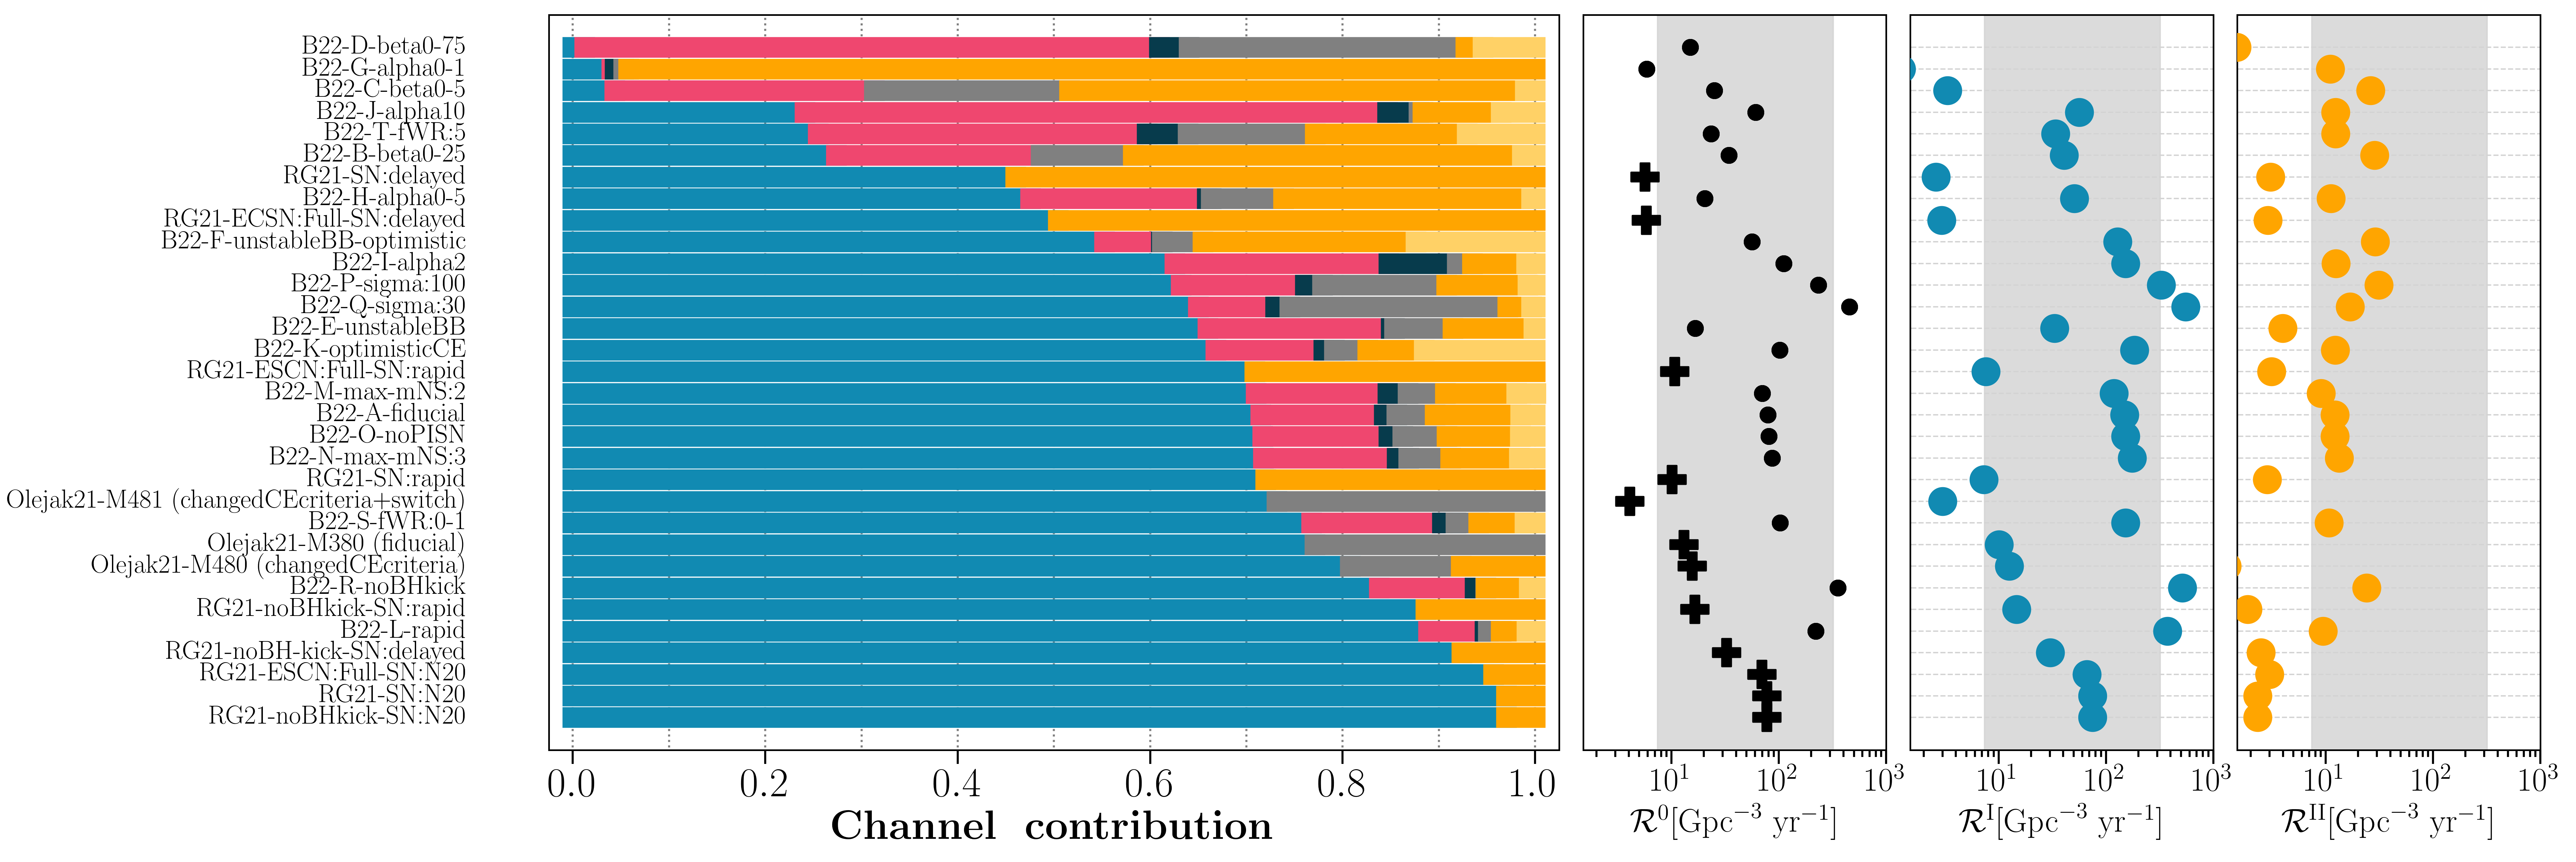 B22-D-beta0-75
B22-G-alpha0-1
B22-C-beta0-5
B22-J-alpha10
B22-T-fWR:5
B22-B-beta0-25
RG21-SN:delayed
B22-H-alpha0-5
RG21-ECSN:Full-SN:delayed
B22-F-unstableBB-optimistic
B22-I-alpha2
B22-P-sigma:100
B22-Q-sigma:30
B22-E-unstableBB
B22-K-optimisticCE
RG21-ESCN:Full-SN:rapid
B22-M-max-mNS:2
B22-A-fiducial
B22-O-noPISN
B22-N-max-mNS:3
RG21-SN:rapid
Olejak21-M481 (changedCEcriteria+switch)
B22-S-fWR:0-1
Olejak21-M380 (fiducial)
Olejak21-M480 (changedCEcriteria)
B22-R-noBHkick
RG21-noBHkick-SN:rapid
B22-L-rapid
RG21-noBH-kick-SN:delayed
RG21-ESCN:Full-SN:N20
RG21-SN:N20
RG21-noBHkick-SN:N20
0.0 0.2 0.4 0.6 0.8 1.0
Channel contribution
10¹ 10² 10³
ℛ⁰[Gpc⁻³ yr⁻¹]
10¹ 10² 10³
ℛᴵ[Gpc⁻³ yr⁻¹]
10¹ 10² 10³
ℛᴵᴵ[Gpc⁻³ yr⁻¹]